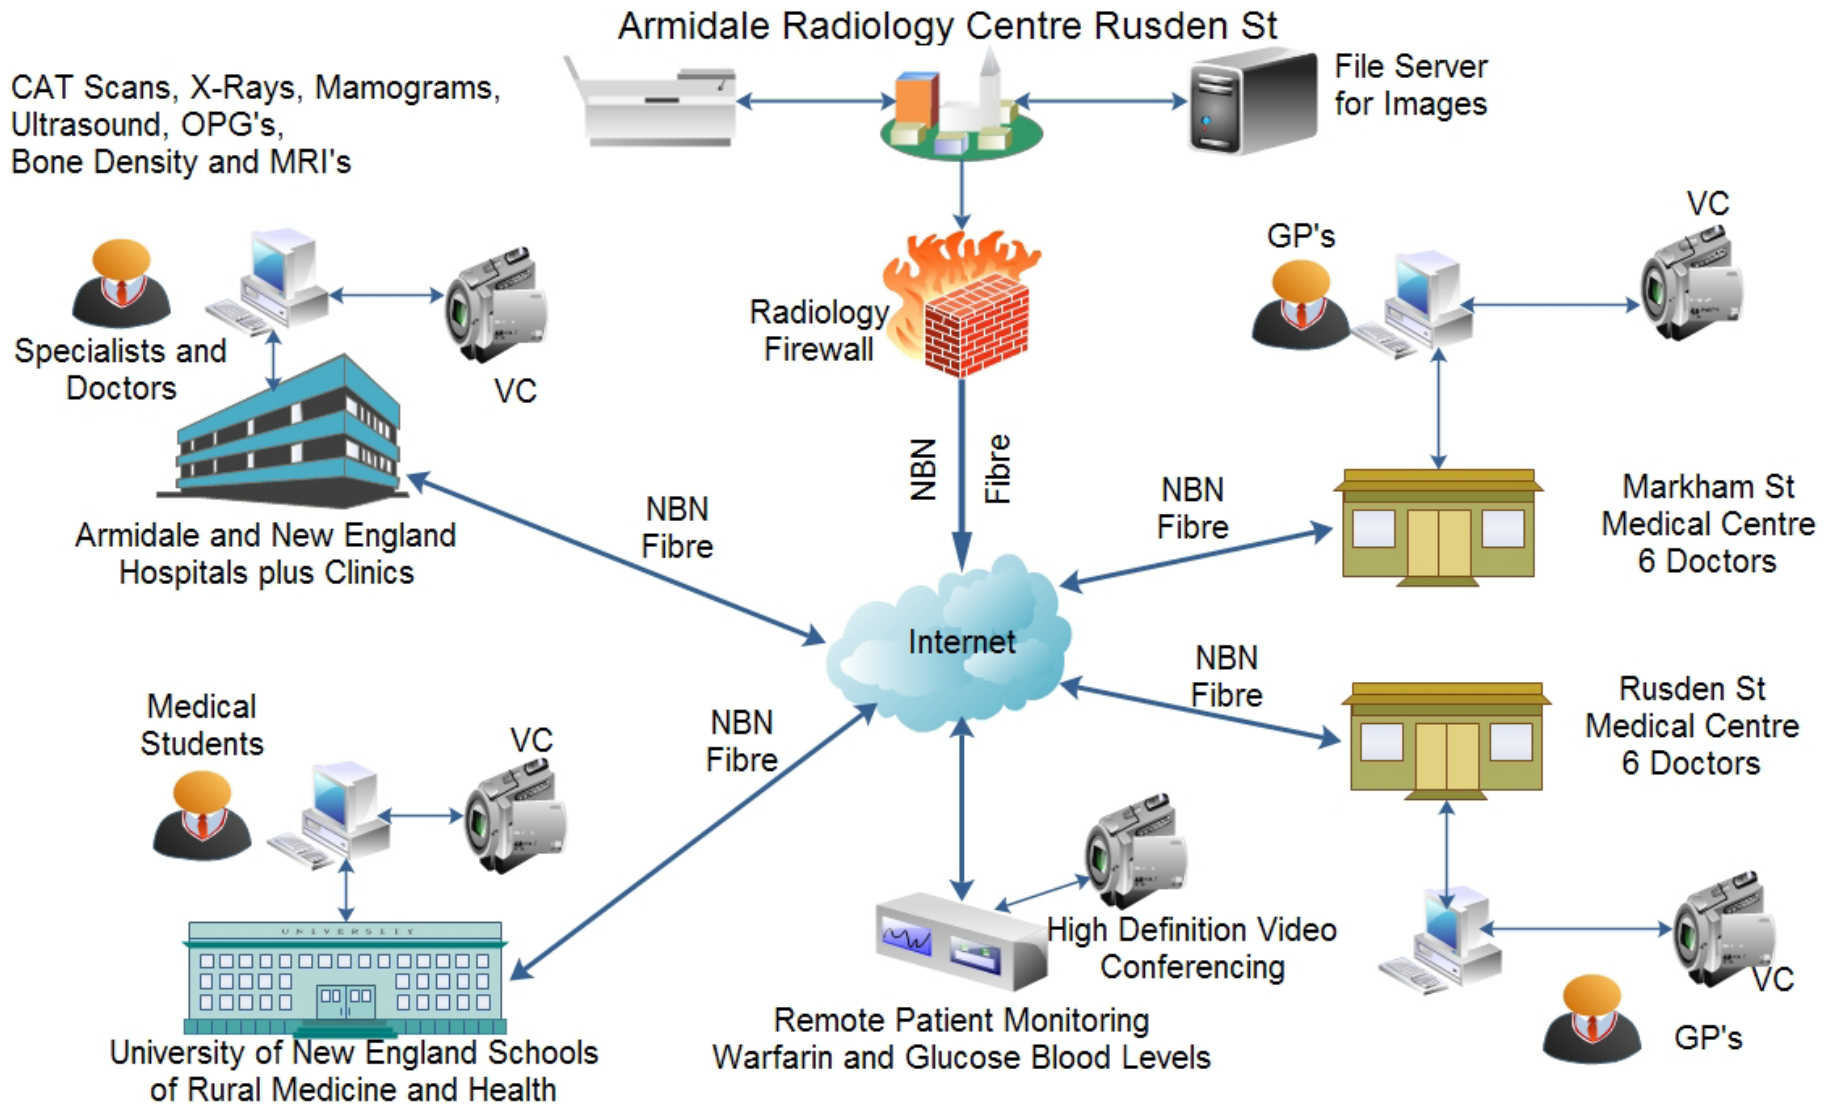 Armidale Radiology Centre Rusden St
CAT Scans, X-Rays, Mamograms,
Ultrasound, OPG's,
Bone Density and MRI's
File Server
for Images
Radiology
Firewall
NBN
Fibre
Specialists and
Doctors
VC
Armidale and New England
Hospitals plus Clinics
NBN
Fibre
GP's
VC
NBN
Fibre
Markham St
Medical Centre
6 Doctors
Internet
NBN
Fibre
Rusden St
Medical Centre
6 Doctors
VC
GP's
Medical
Students
VC
NBN
Fibre
UNIVERSITY
University of New England Schools
of Rural Medicine and Health
High Definition Video
Conferencing
Remote Patient Monitoring
Warfarin and Glucose Blood Levels